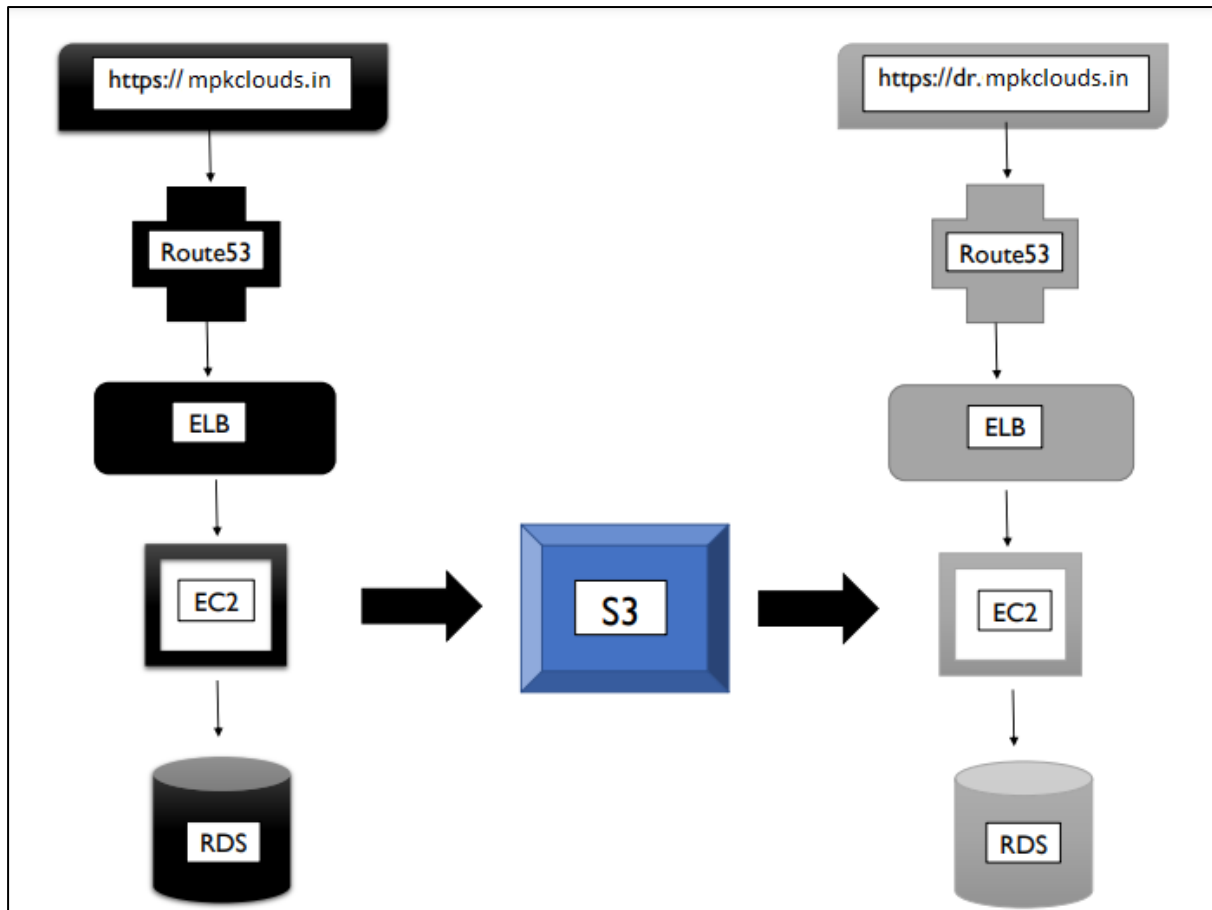 https:// mpkclouds.in
https://dr. mpkclouds.in
Route53
Route53
ELB
ELB
EC2
S3
EC2
RDS
RDS